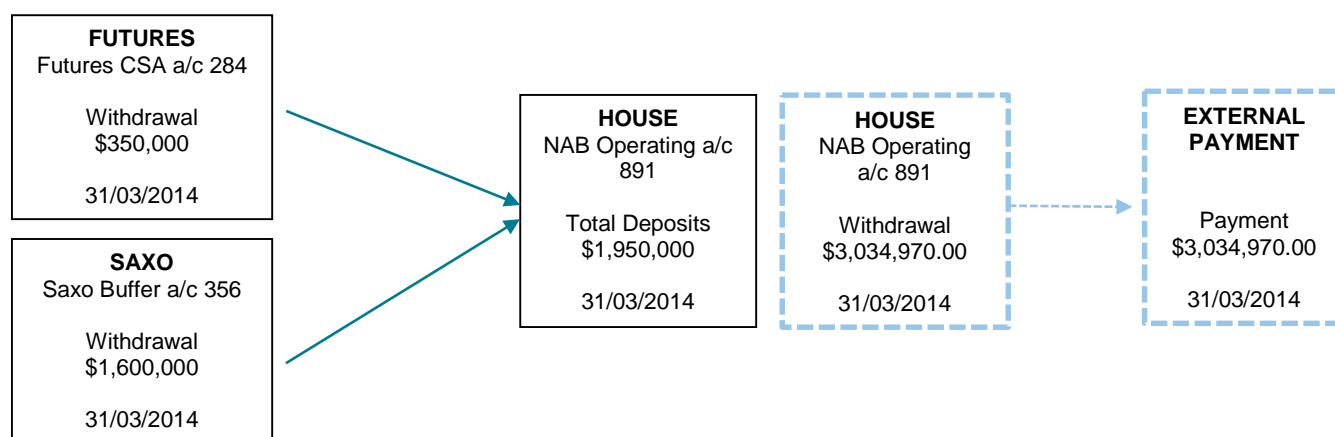 FUTURES
Futures CSA a/c 284
Withdrawal
$350,000
31/03/2014
SAXO
Saxo Buffer a/c 356
Withdrawal
$1,600,000
31/03/2014
HOUSE
NAB Operating a/c
891
Total Deposits
$1,950,000
31/03/2014
HOUSE
NAB Operating
a/c 891
Withdrawal
$3,034,970.00
31/03/2014
EXTERNAL
PAYMENT
Payment
$3,034,970.00
31/03/2014